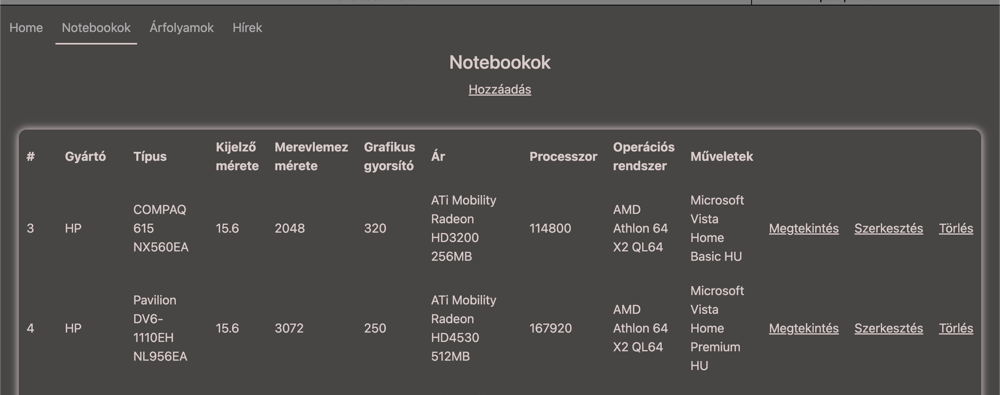 Home Notebookok Árfolyamok Hírek
Notebookok
Hozzáadás
# Gyártó Típus Kijelző mérete Merevlemez mérete Grafikus gyorsító Ár Processzor Operációs rendszer Műveletek
3 HP COMPAQ 615 NX560EA 15.6 2048 320 ATi Mobility Radeon HD3200 256MB 114800 AMD Athlon 64 X2 QL64 Microsoft Vista Home Basic HU Megtekintés Szerkesztés Törlés
4 HP Pavilion DV6-1110EH NL956EA 15.6 3072 250 ATi Mobility Radeon HD4530 512MB 167920 AMD Athlon 64 X2 QL64 Microsoft Vista Home Premium HU Megtekintés Szerkesztés Törlés